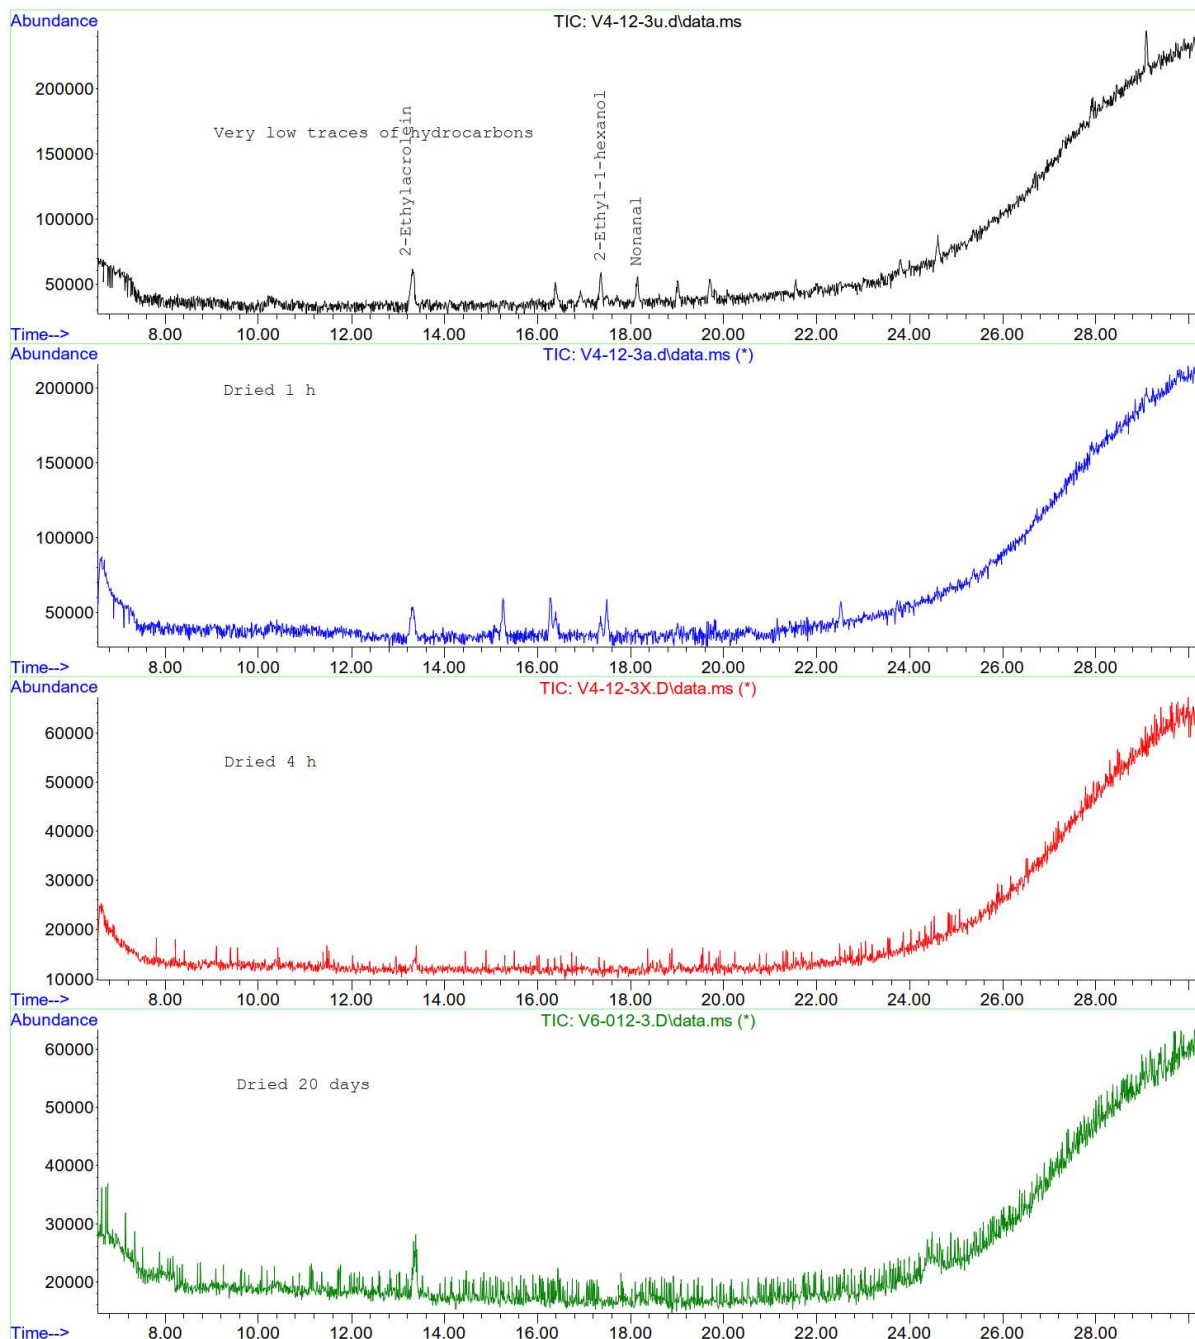 Abundance
TIC: V4-12-3u.d\data.ms
200000
150000
100000
50000
Very low traces of hydrocarbons
2-Ethylacrolein
2-Ethyl-1-hexanol
Nonanal
8.00 10.00 12.00 14.00 16.00 18.00 20.00 22.00 24.00 26.00 28.00
Time-->
Abundance
TIC: V4-12-3a.d\data.ms (*)
200000
150000
100000
50000
Dried 1 h
8.00 10.00 12.00 14.00 16.00 18.00 20.00 22.00 24.00 26.00 28.00
Time-->
Abundance
TIC: V4-12-3X.D\data.ms (*)
60000
50000
40000
30000
20000
10000
Dried 4 h
8.00 10.00 12.00 14.00 16.00 18.00 20.00 22.00 24.00 26.00 28.00
Time-->
Abundance
TIC: V6-012-3.D\data.ms (*)
60000
50000
40000
30000
20000
Dried 20 days
8.00 10.00 12.00 14.00 16.00 18.00 20.00 22.00 24.00 26.00 28.00
Time-->